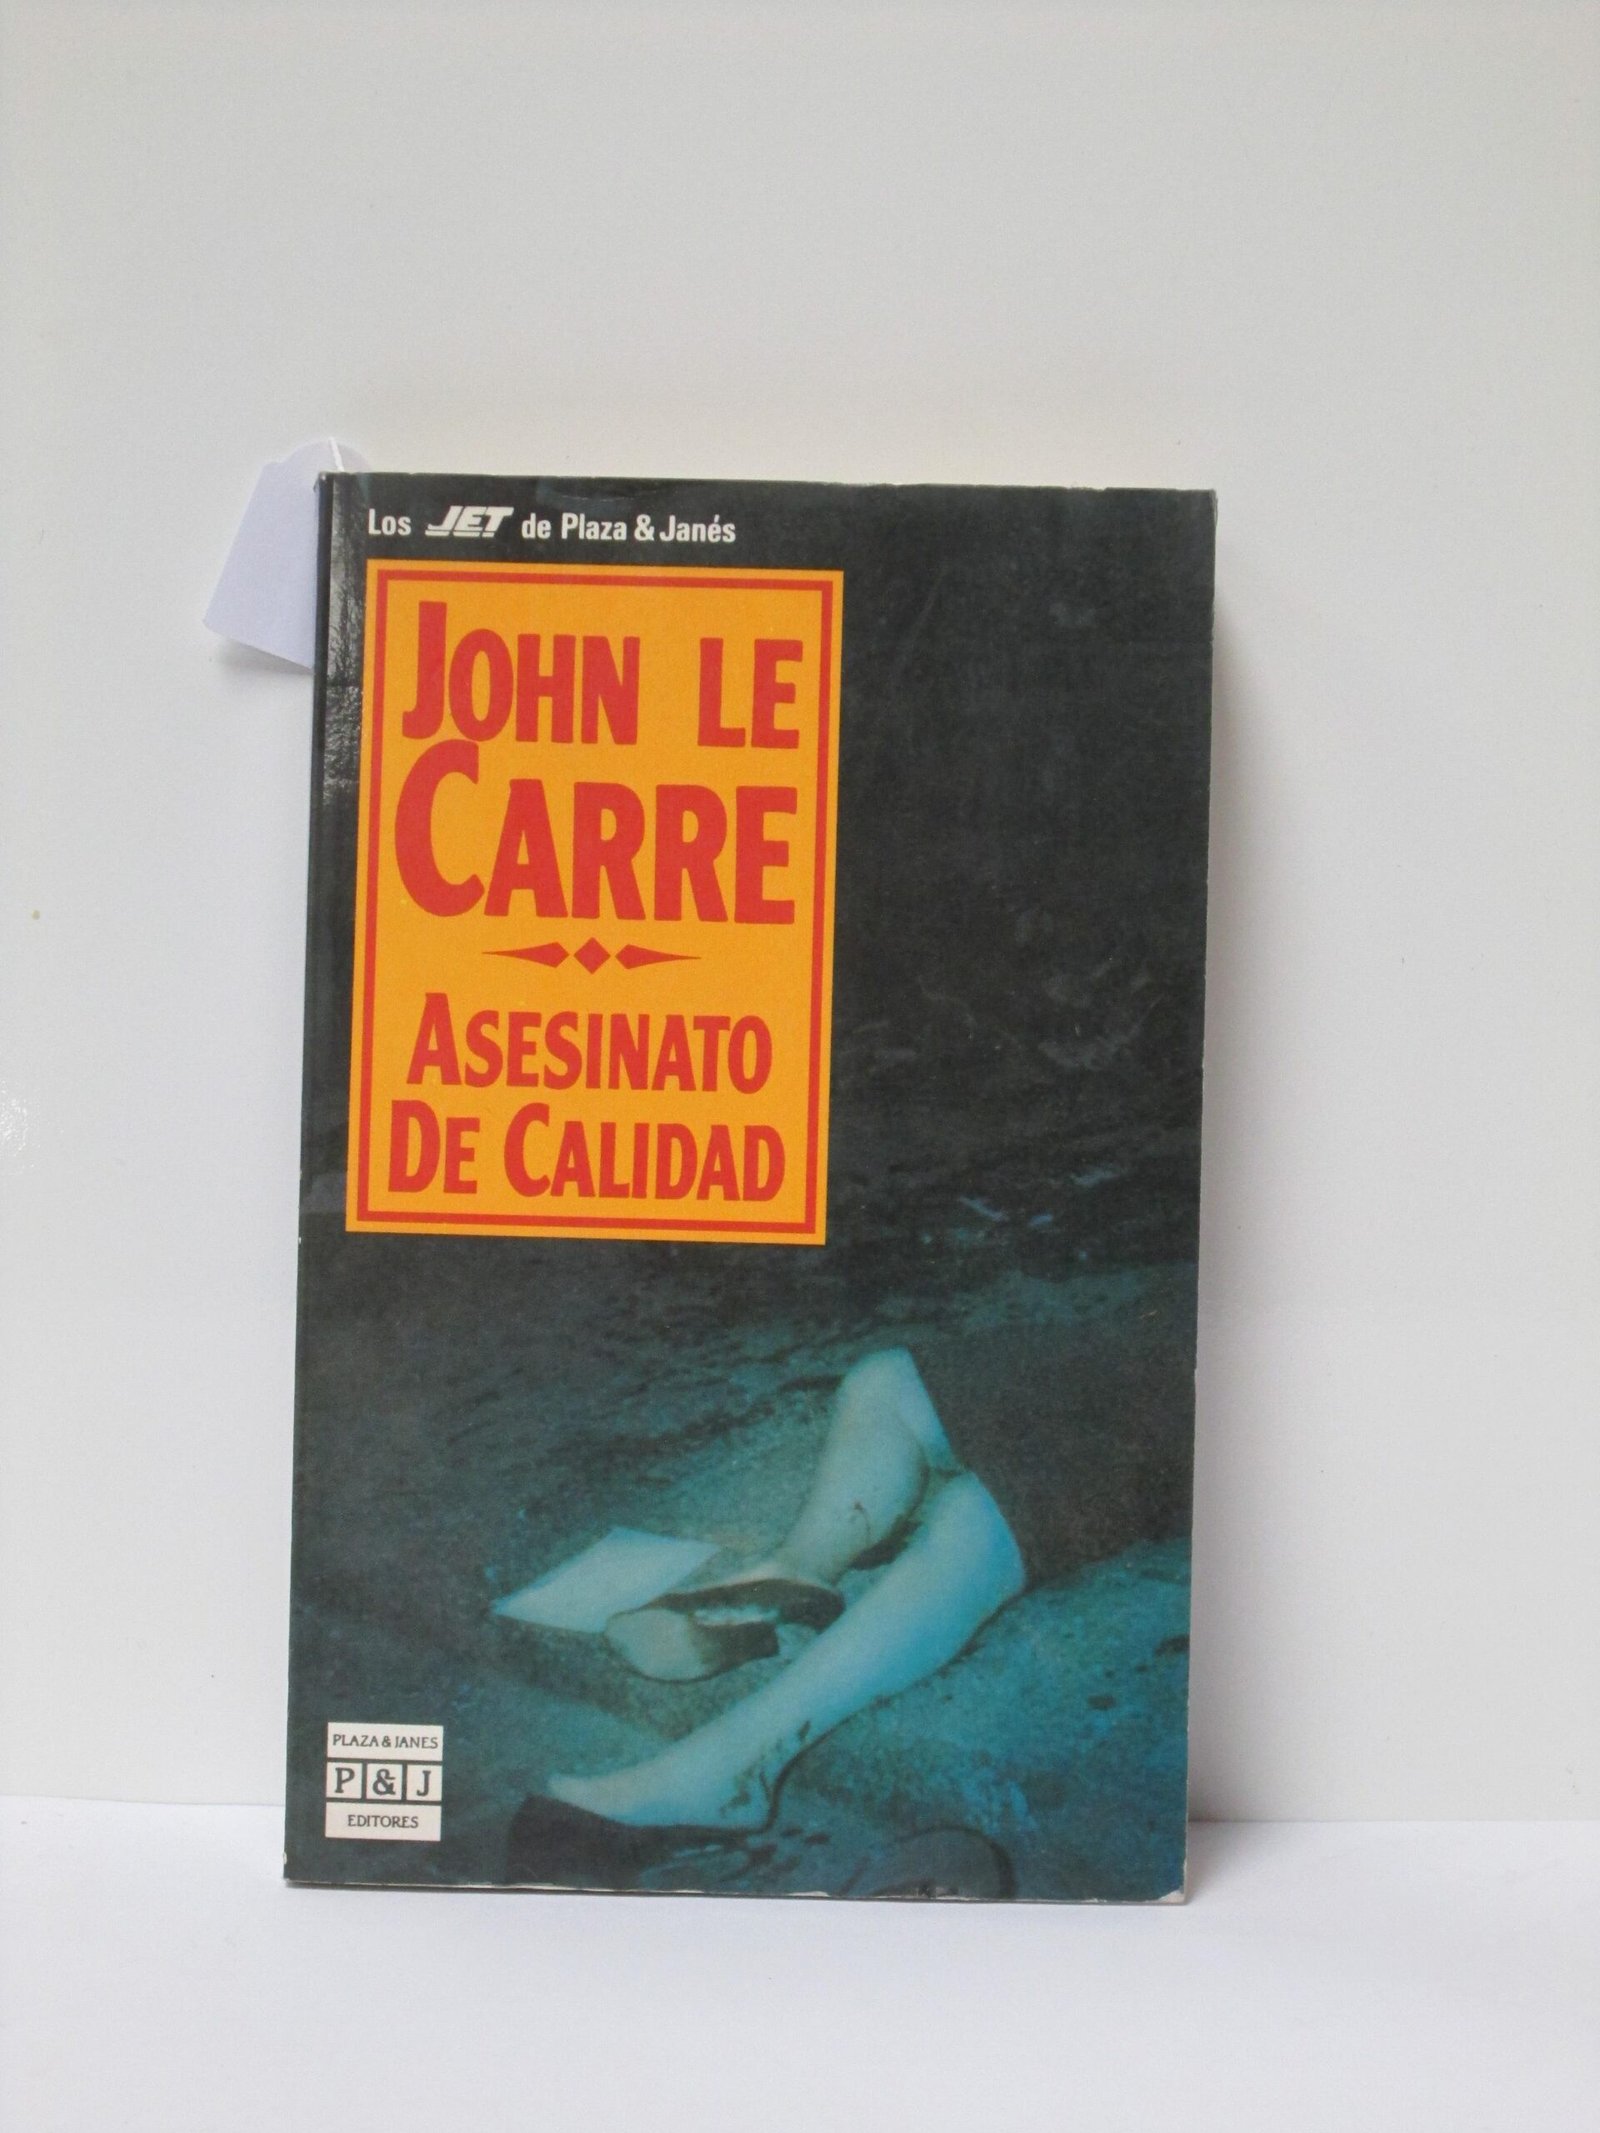 Los JET de Plaza & Janés
JOHN LE
CARRE
ASESINATO
DE CALIDAD
PLAZA & JANES
P & J
EDITORES